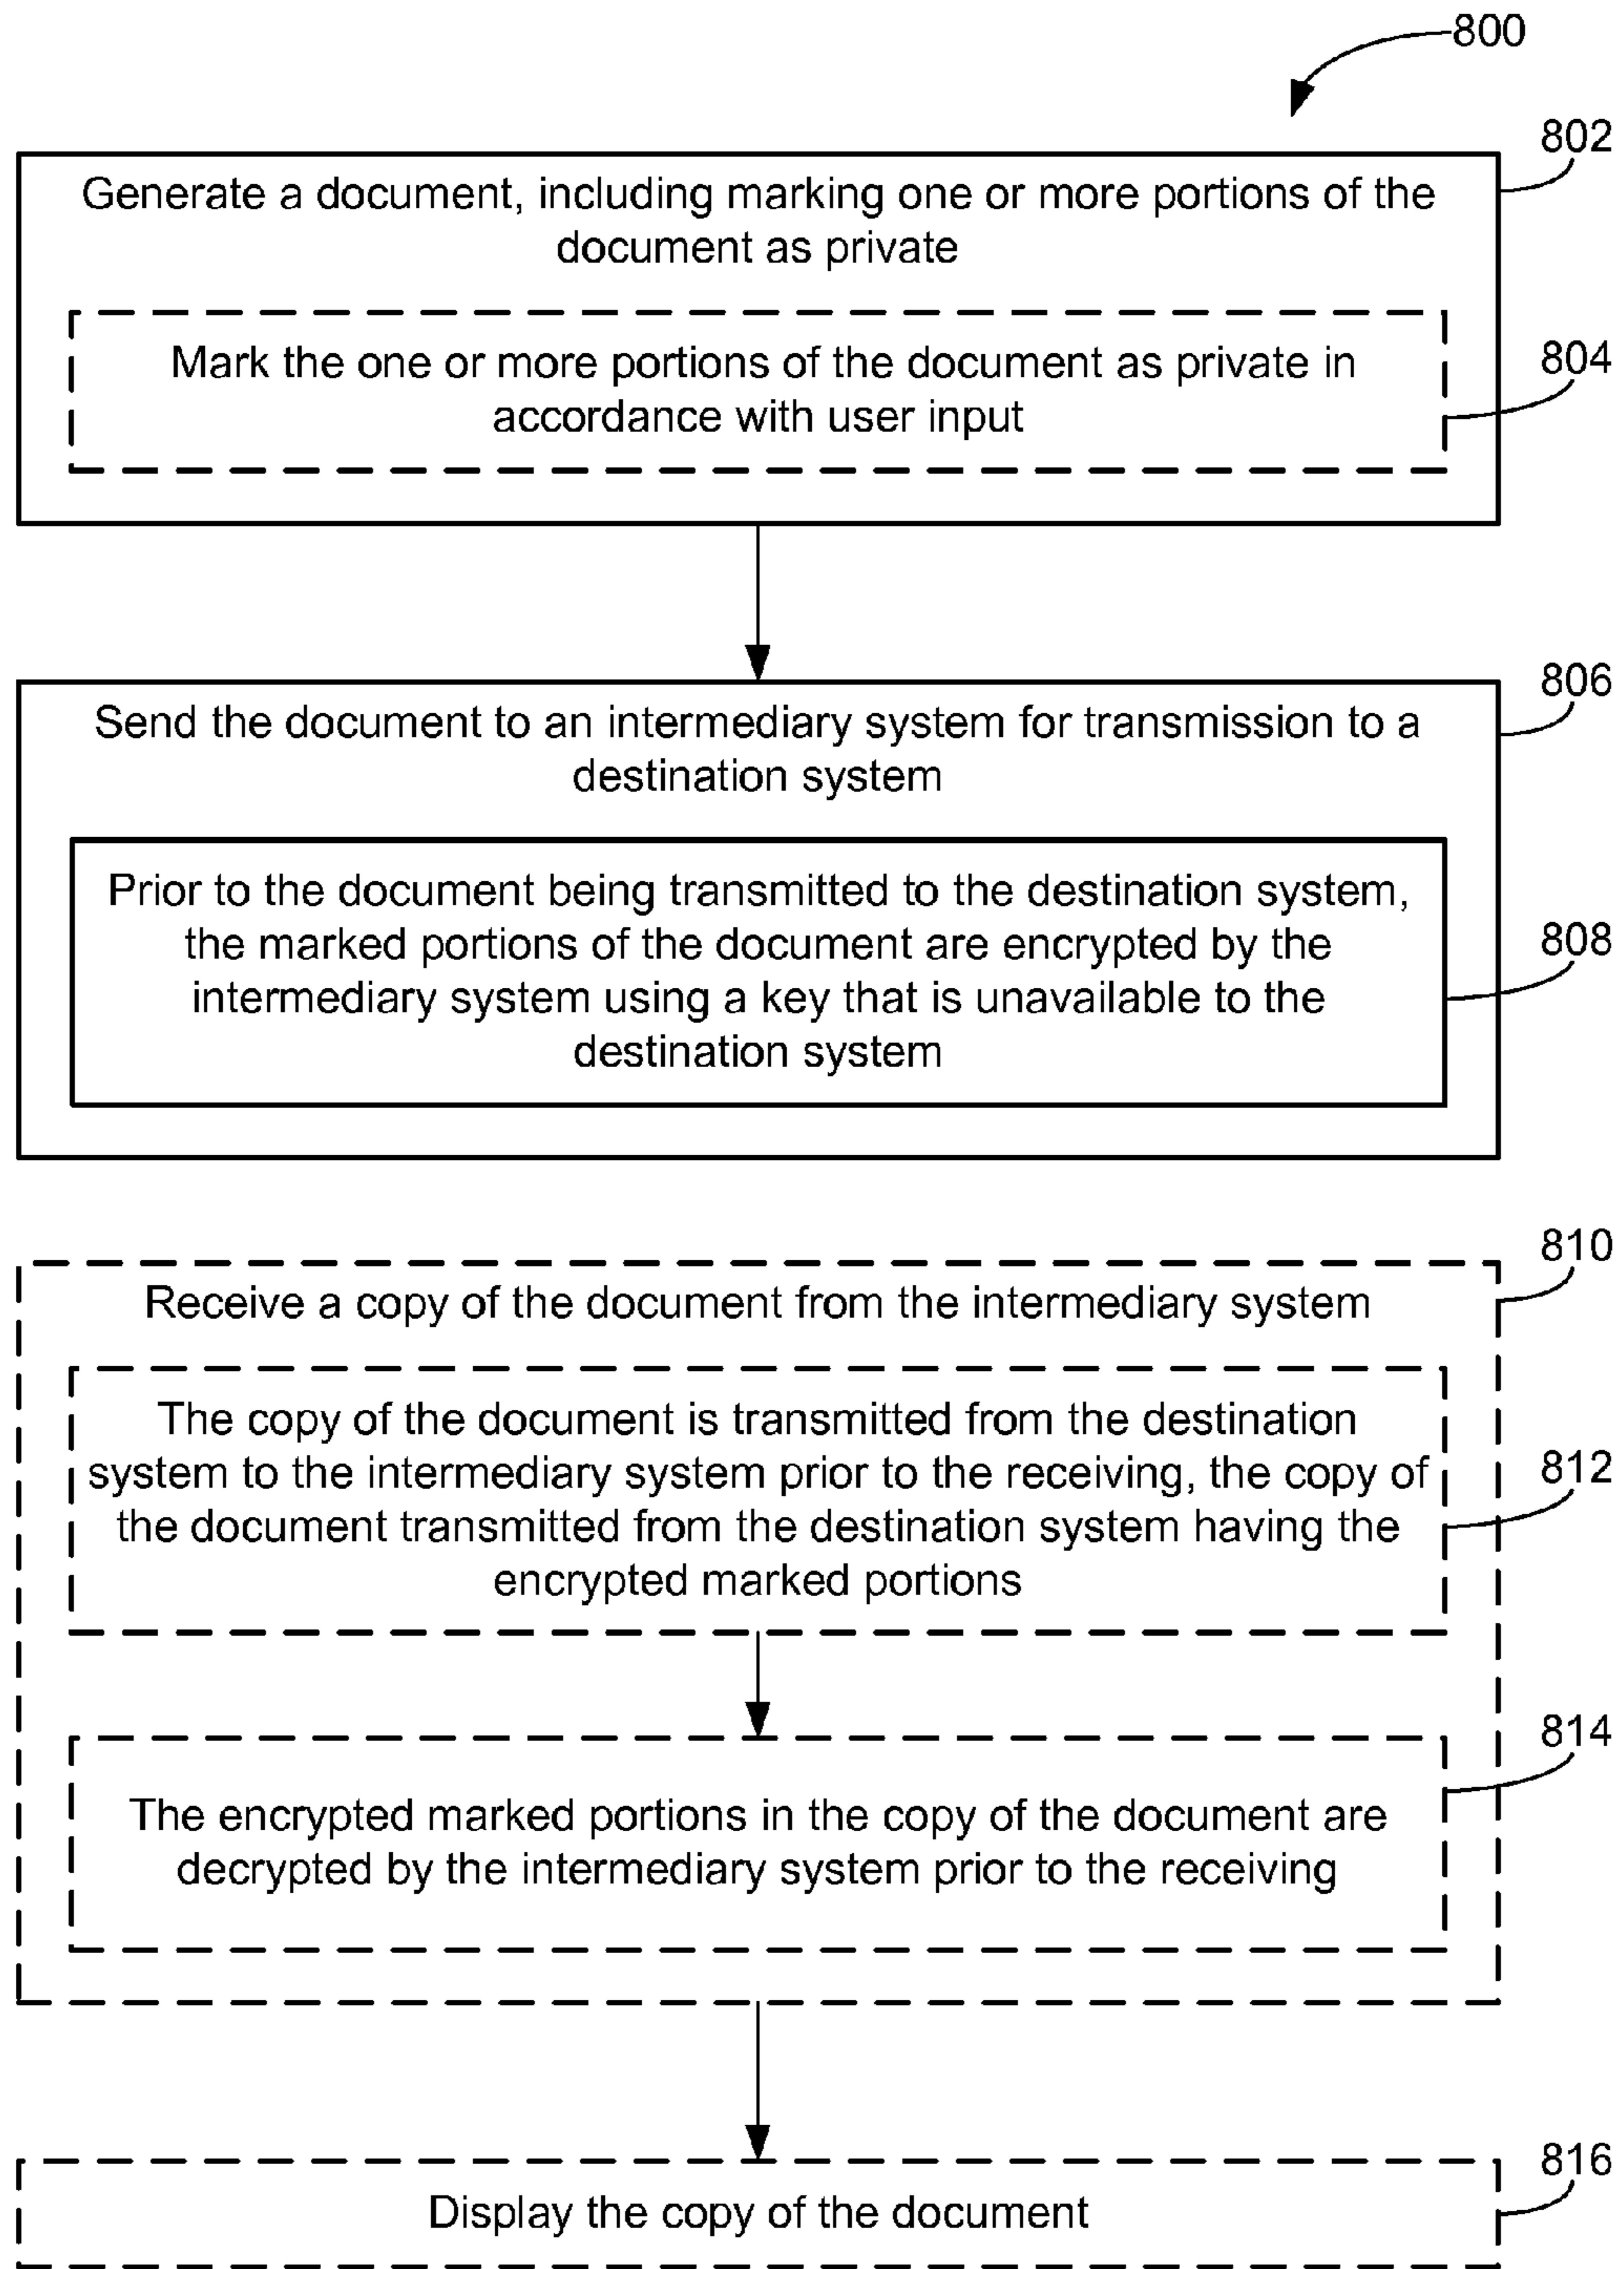 800
802
Generate a document, including marking one or more portions of the
document as private
804
Mark the one or more portions of the document as private in
accordance with user input
806
Send the document to an intermediary system for transmission to a
destination system
808
Prior to the document being transmitted to the destination system,
the marked portions of the document are encrypted by the
intermediary system using a key that is unavailable to the
destination system
810
Receive a copy of the document from the intermediary system
812
The copy of the document is transmitted from the destination
system to the intermediary system prior to the receiving, the copy of
the document transmitted from the destination system having the
encrypted marked portions
814
The encrypted marked portions in the copy of the document are
decrypted by the intermediary system prior to the receiving
816
Display the copy of the document